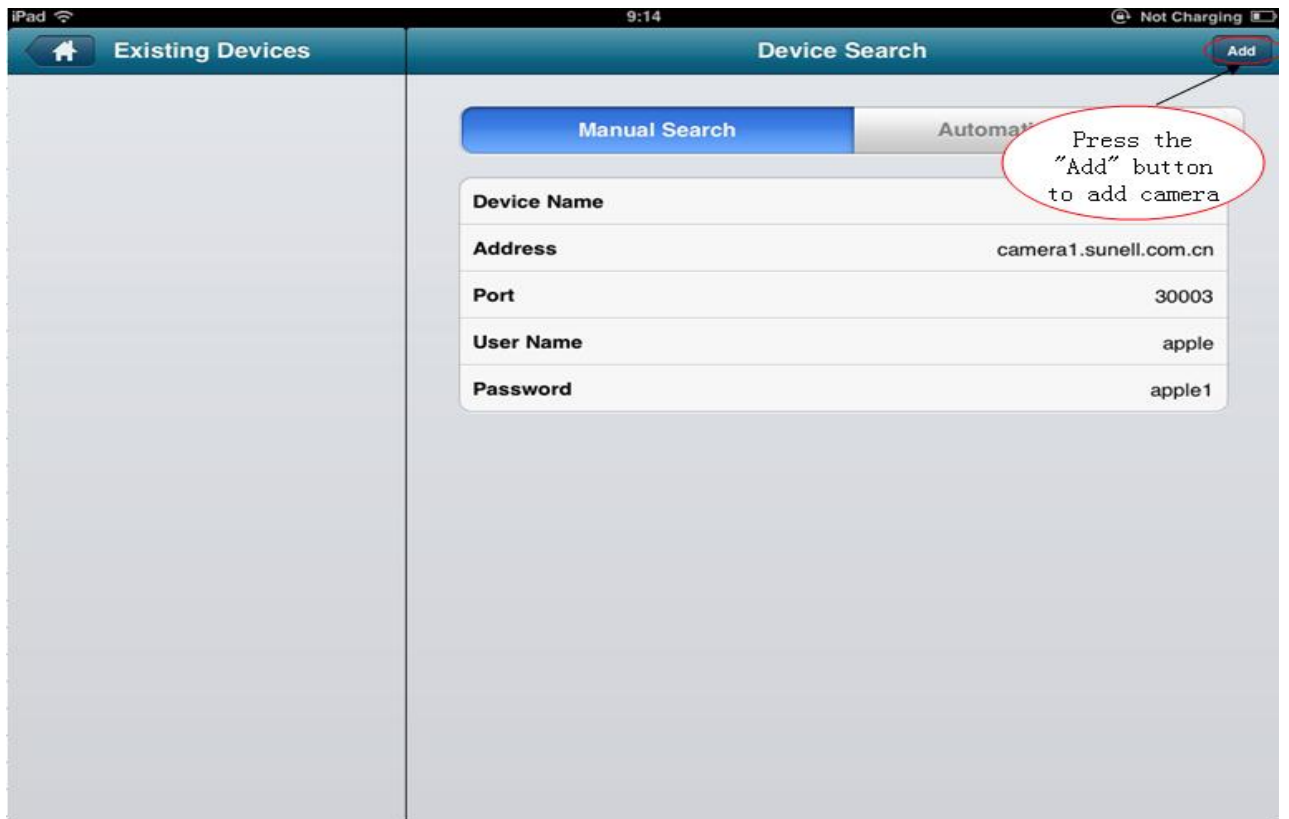 iPad 9:14 Not Charging
Existing Devices Device Search Add
Manual Search
Press the
"Add" button
to add camera
Device Name
Address camera1.sunell.com.cn
Port 30003
User Name apple
Password apple1